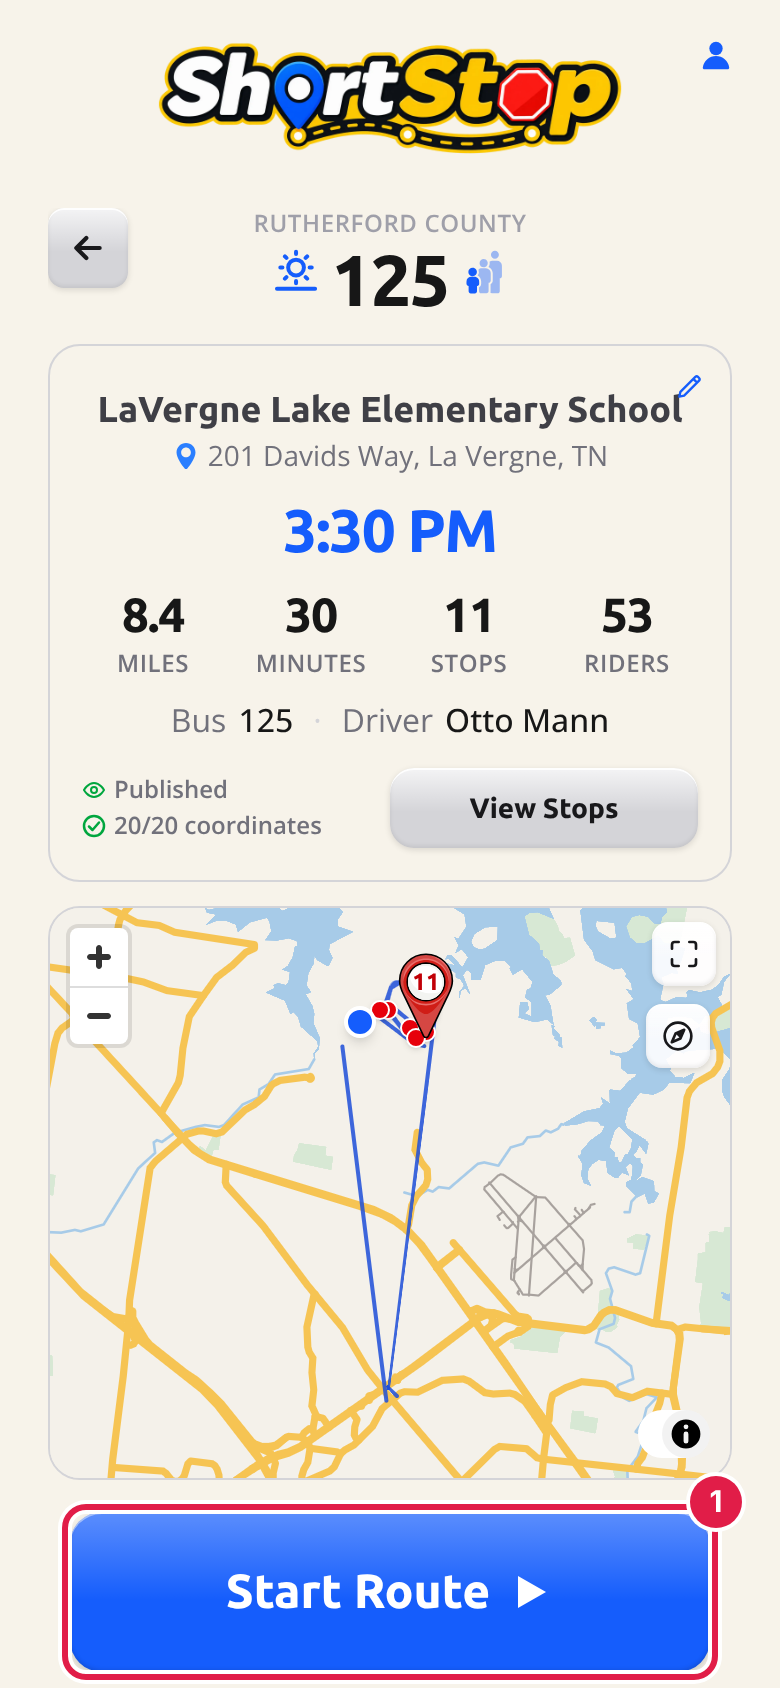 ShortStop
RUTHERFORD COUNTY
125
LaVergne Lake Elementary School
201 Davids Way, La Vergne, TN
3:30 PM
8.4 30 11 53
MILES MINUTES STOPS RIDERS
Bus 125 · Driver Otto Mann
Published
20/20 coordinates
View Stops
+
−
11
1
Start Route